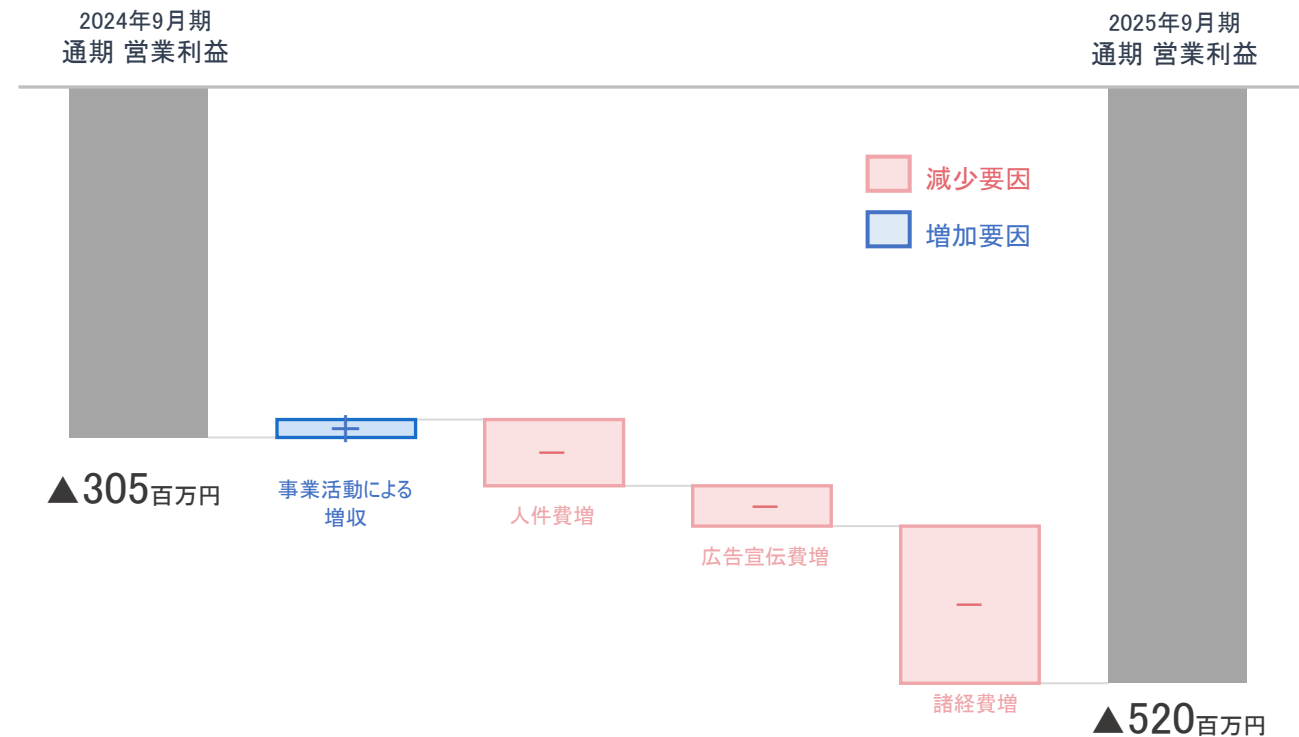 2024年9月期
通期 営業利益
2025年9月期
通期 営業利益
減少要因
増加要因
▲305百万円
事業活動による
増収
人件費増
広告宣伝費増
諸経費増
▲520百万円